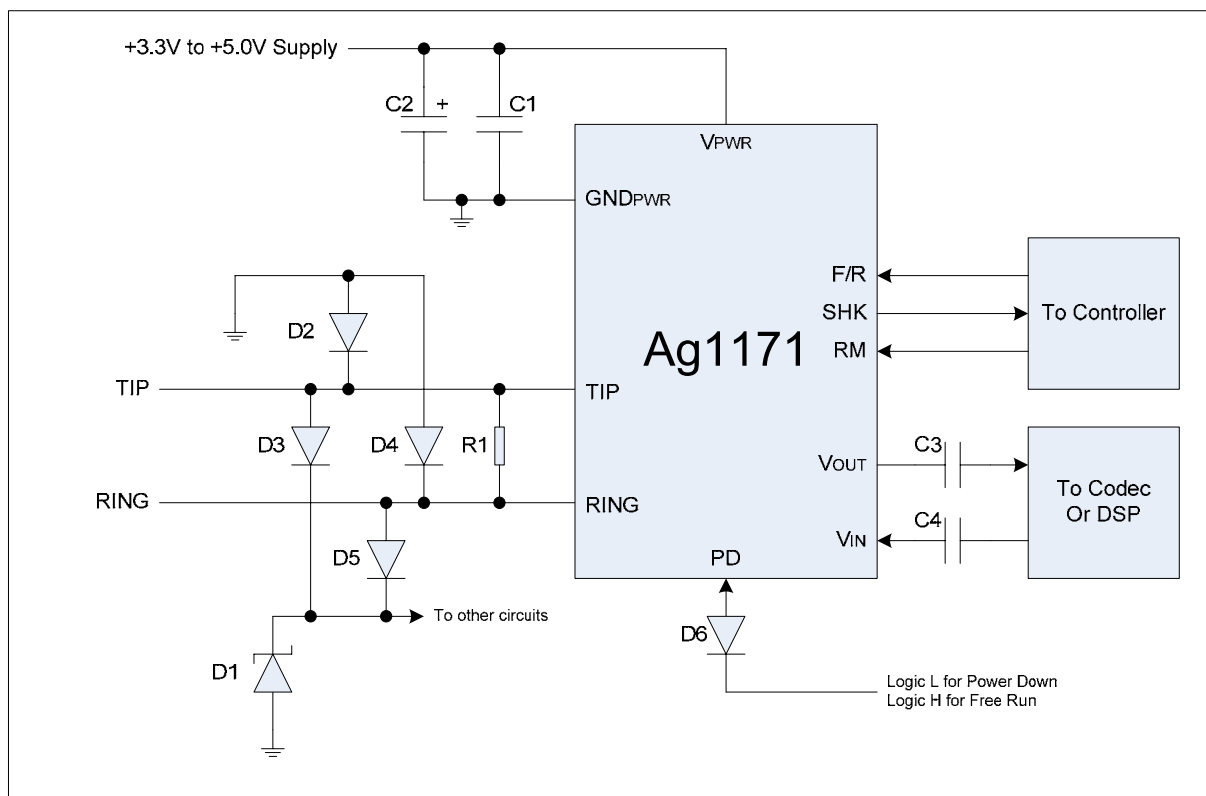 +3.3V to +5.0V Supply
C2
+
C1
VPWR
GNDPWR
F/R
SHK
RM
To Controller
Ag1171
D2
TIP
TIP
D3
D4
R1
RING
RING
VOUT
C3
To Codec
Or DSP
C4
VIN
D5
PD
To other circuits
D6
D1
Logic L for Power Down
Logic H for Free Run